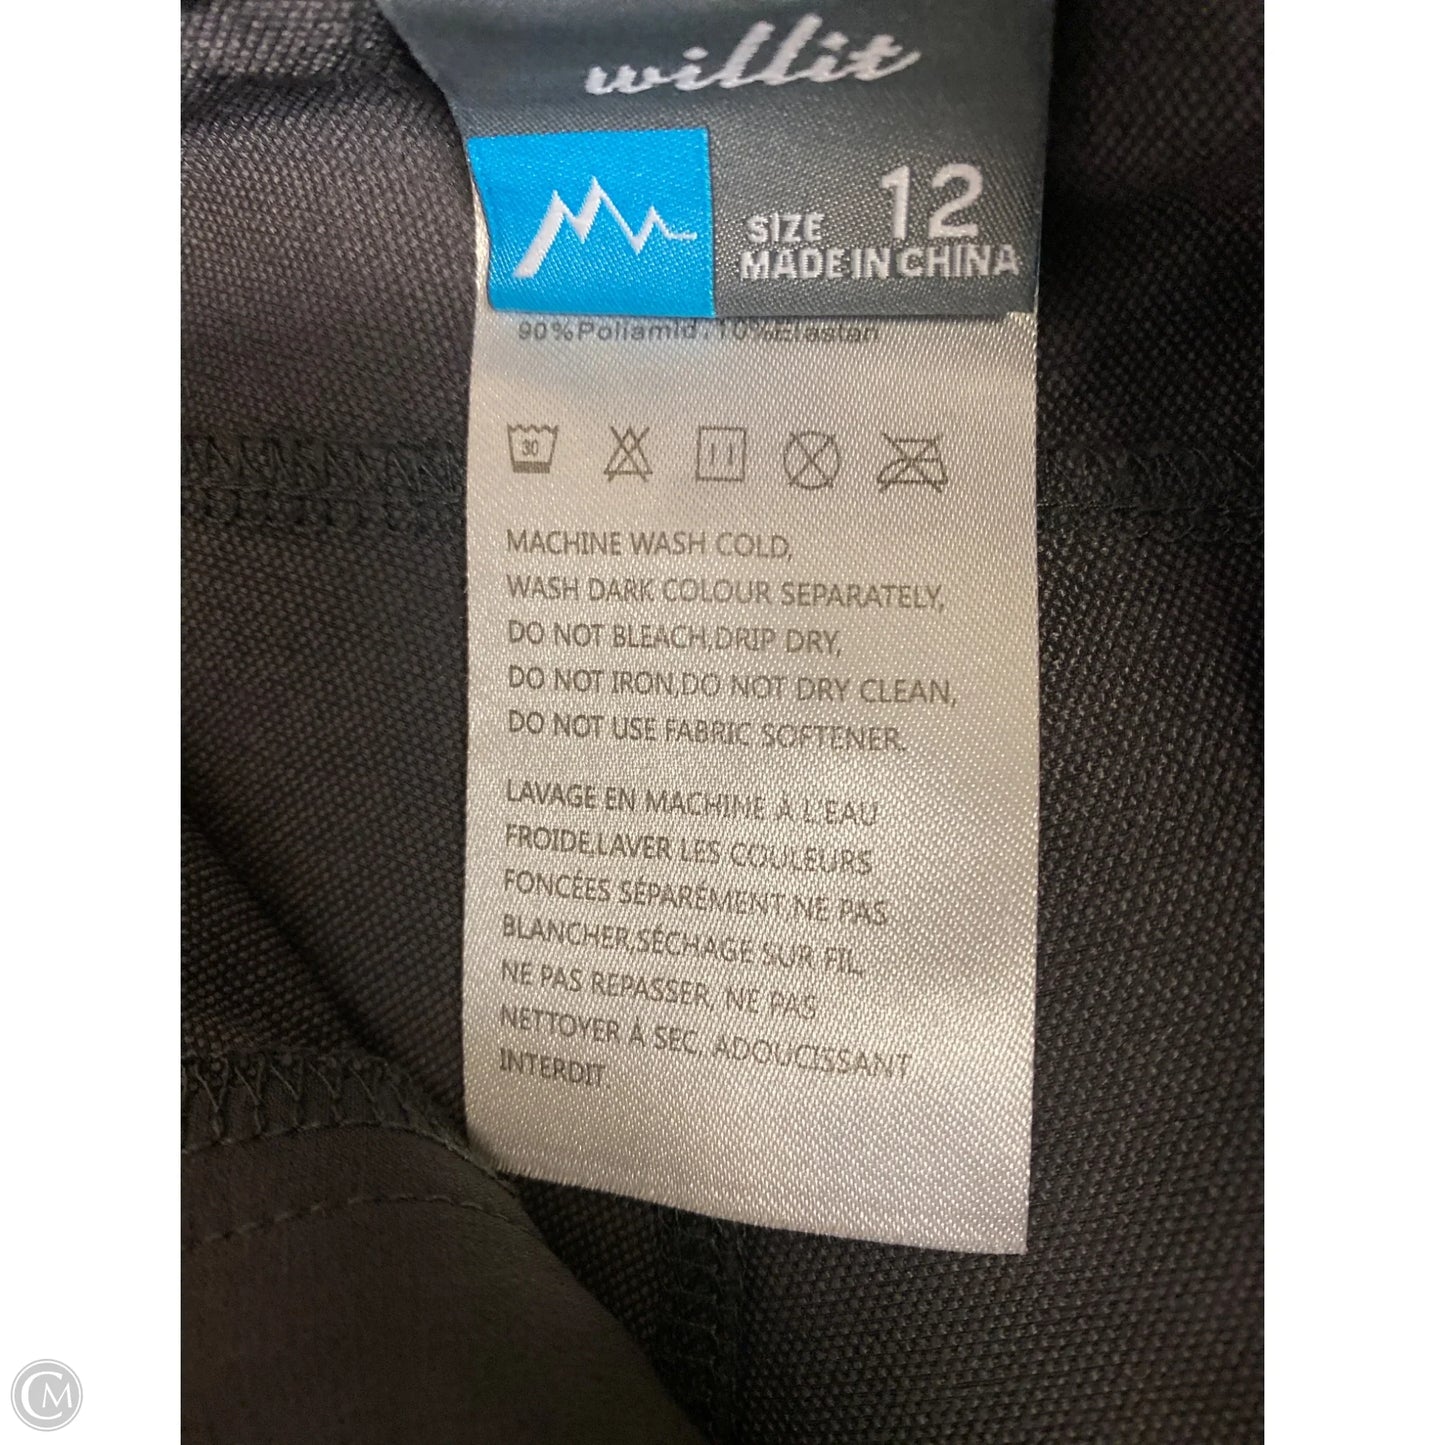 willit
SIZE 12
MADE IN CHINA
90%Poliamid,10%Elastan
30
MACHINE WASH COLD,
WASH DARK COLOUR SEPARATELY,
DO NOT BLEACH,DRIP DRY,
DO NOT IRON,DO NOT DRY CLEAN,
DO NOT USE FABRIC SOFTENER.
LAVAGE EN MACHINE À L'EAU
FROIDE,LAVER LES COULEURS
FONCÉES SÉPARÉMENT,NE PAS
BLANCHER,SÉCHAGE SUR FIL,
NE PAS REPASSER, NE PAS
NETTOYER À SEC, ADOUCISSANT
INTERDIT.
CM